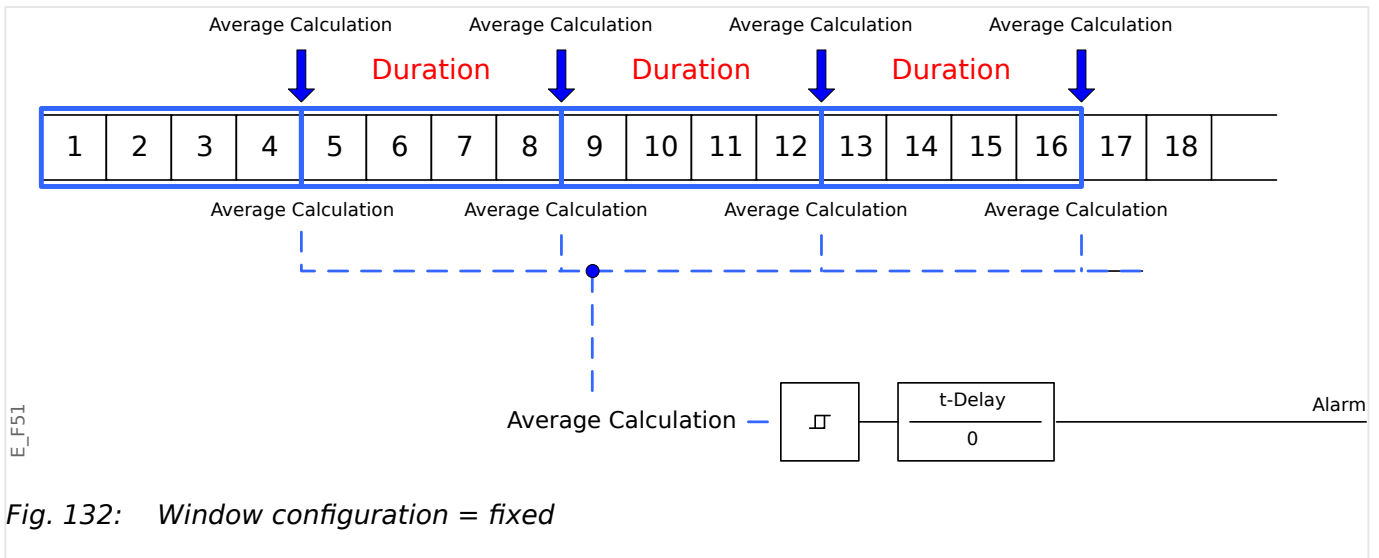 Average Calculation Average Calculation Average Calculation Average Calculation
Duration Duration Duration
1 2 3 4 5 6 7 8 9 10 11 12 13 14 15 16 17 18
Average Calculation Average Calculation Average Calculation Average Calculation
Average Calculation
t-Delay
0
Alarm
E_F51
Fig. 132: Window configuration = fixed